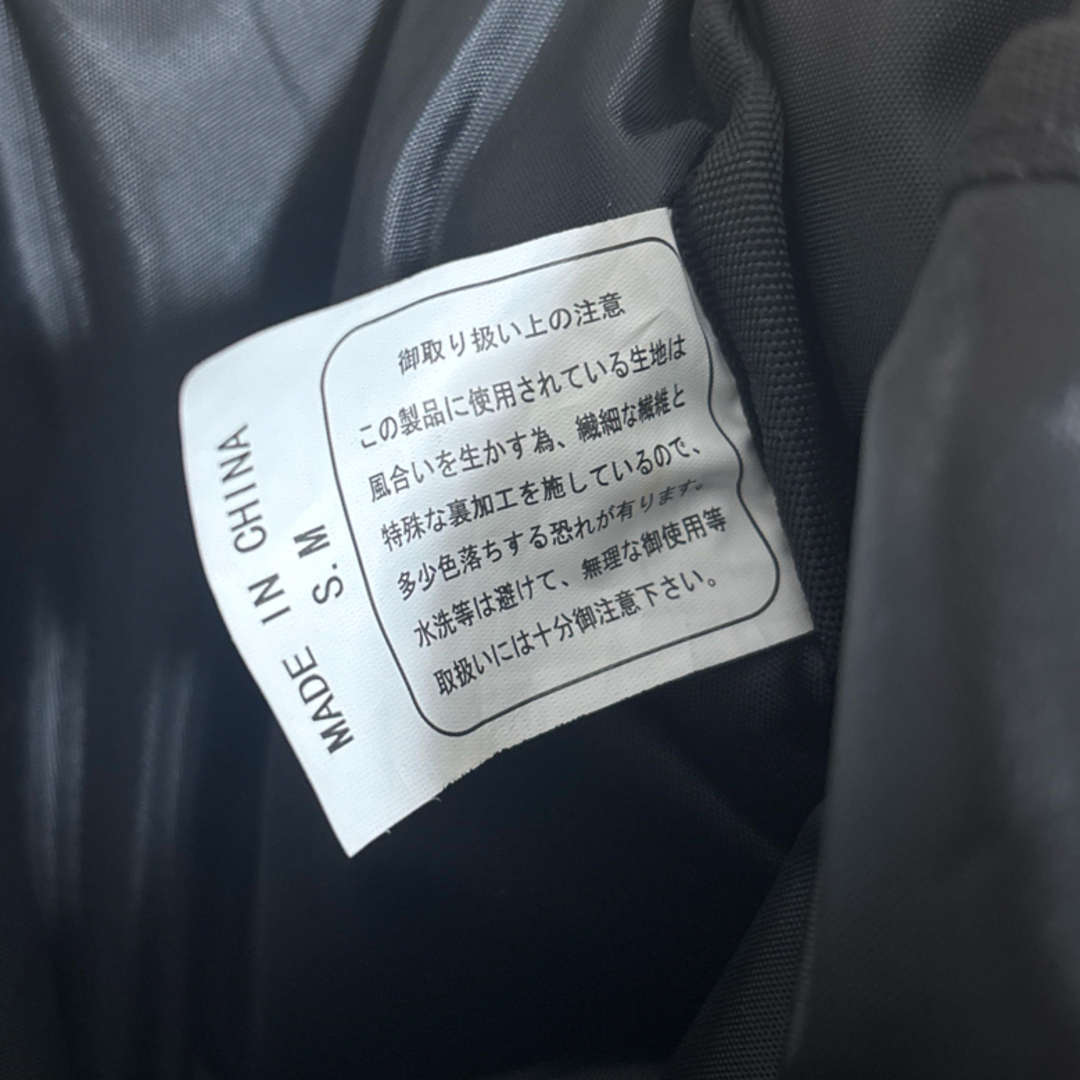 御取り扱い上の注意
この製品に使用されている生地は
風合いを生かす為、繊細な繊維と
特殊な裏加工を施しているので、
多少色落ちする恐れが有ります。
水洗等は避けて、無理な御使用等
取扱いには十分御注意下さい。
S.M
MADE IN CHINA